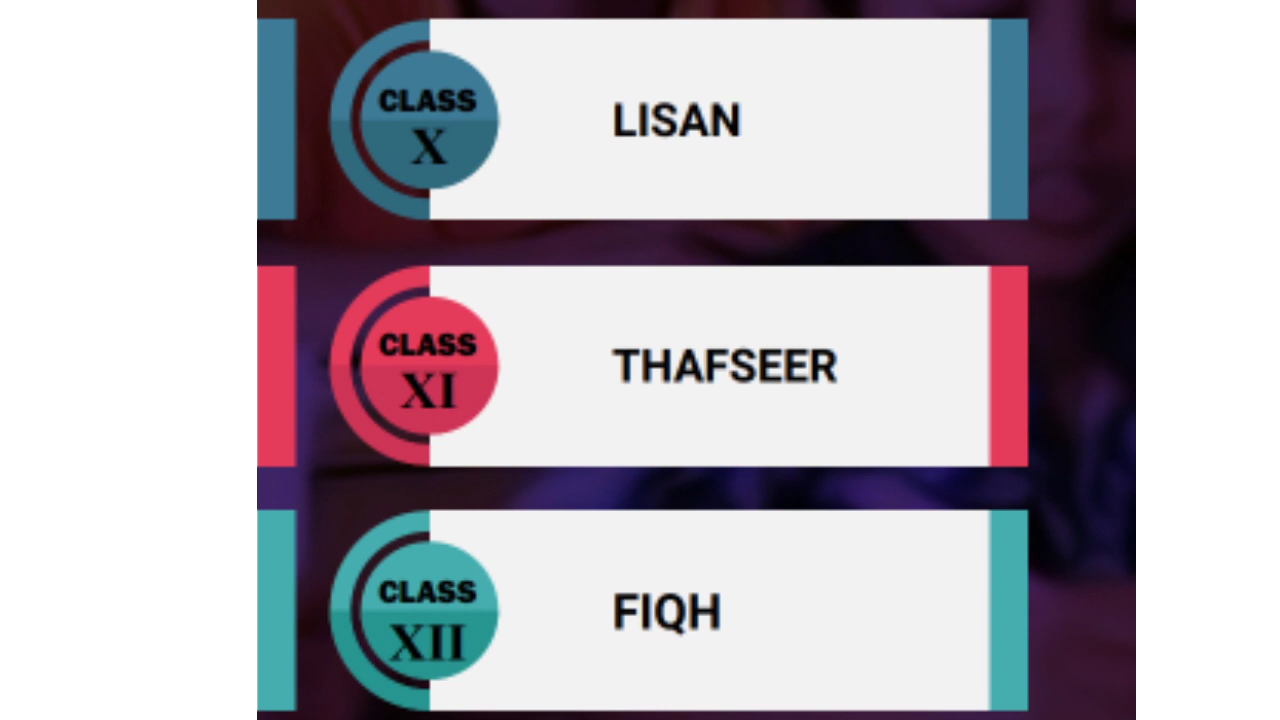 CLASS
X
LISAN
CLASS
XI
THAFSEER
CLASS
XII
FIQH